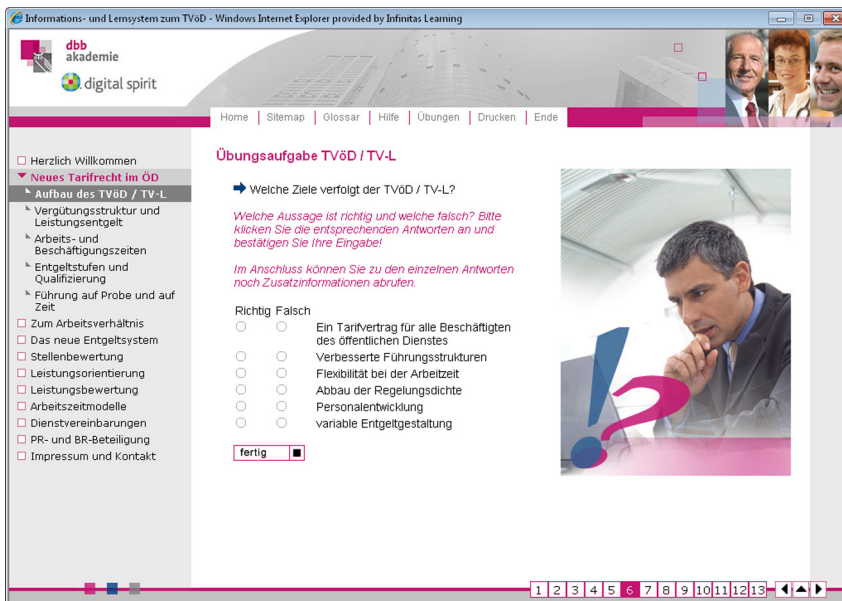 Informations- und Lernsystem zum TVöD - Windows Internet Explorer provided by Infinitas Learning
dbb
akademie
digital spirit
Home | Sitemap | Glossar | Hilfe | Übungen | Drucken | Ende
Herzlich Willkommen
Neues Tarifrecht im ÖD
Aufbau des TVöD / TV-L
Vergütungsstruktur und
Leistungsentgelt
Arbeits- und
Beschäftigungszeiten
Entgeltstufen und
Qualifizierung
Führung auf Probe und auf
Zeit
Zum Arbeitsverhältnis
Das neue Entgeltsystem
Stellenbewertung
Leistungsorientierung
Leistungsbewertung
Arbeitszeitmodelle
Dienstvereinbarungen
PR- und BR-Beteiligung
Impressum und Kontakt
Übungsaufgabe TVöD / TV-L
Welche Ziele verfolgt der TVöD / TV-L?
Welche Aussage ist richtig und welche falsch? Bitte
klicken Sie die entsprechenden Antworten an und
bestätigen Sie Ihre Eingabe!
Im Anschluss können Sie zu den einzelnen Antworten
noch Zusatzinformationen abrufen.
Richtig Falsch
Ein Tarifvertrag für alle Beschäftigten
des öffentlichen Dienstes
Verbesserte Führungsstrukturen
Flexibilität bei der Arbeitzeit
Abbau der Regelungsdichte
Personalentwicklung
variable Entgeltgestaltung
fertig
!?
1 2 3 4 5 6 7 8 9 10 11 12 13